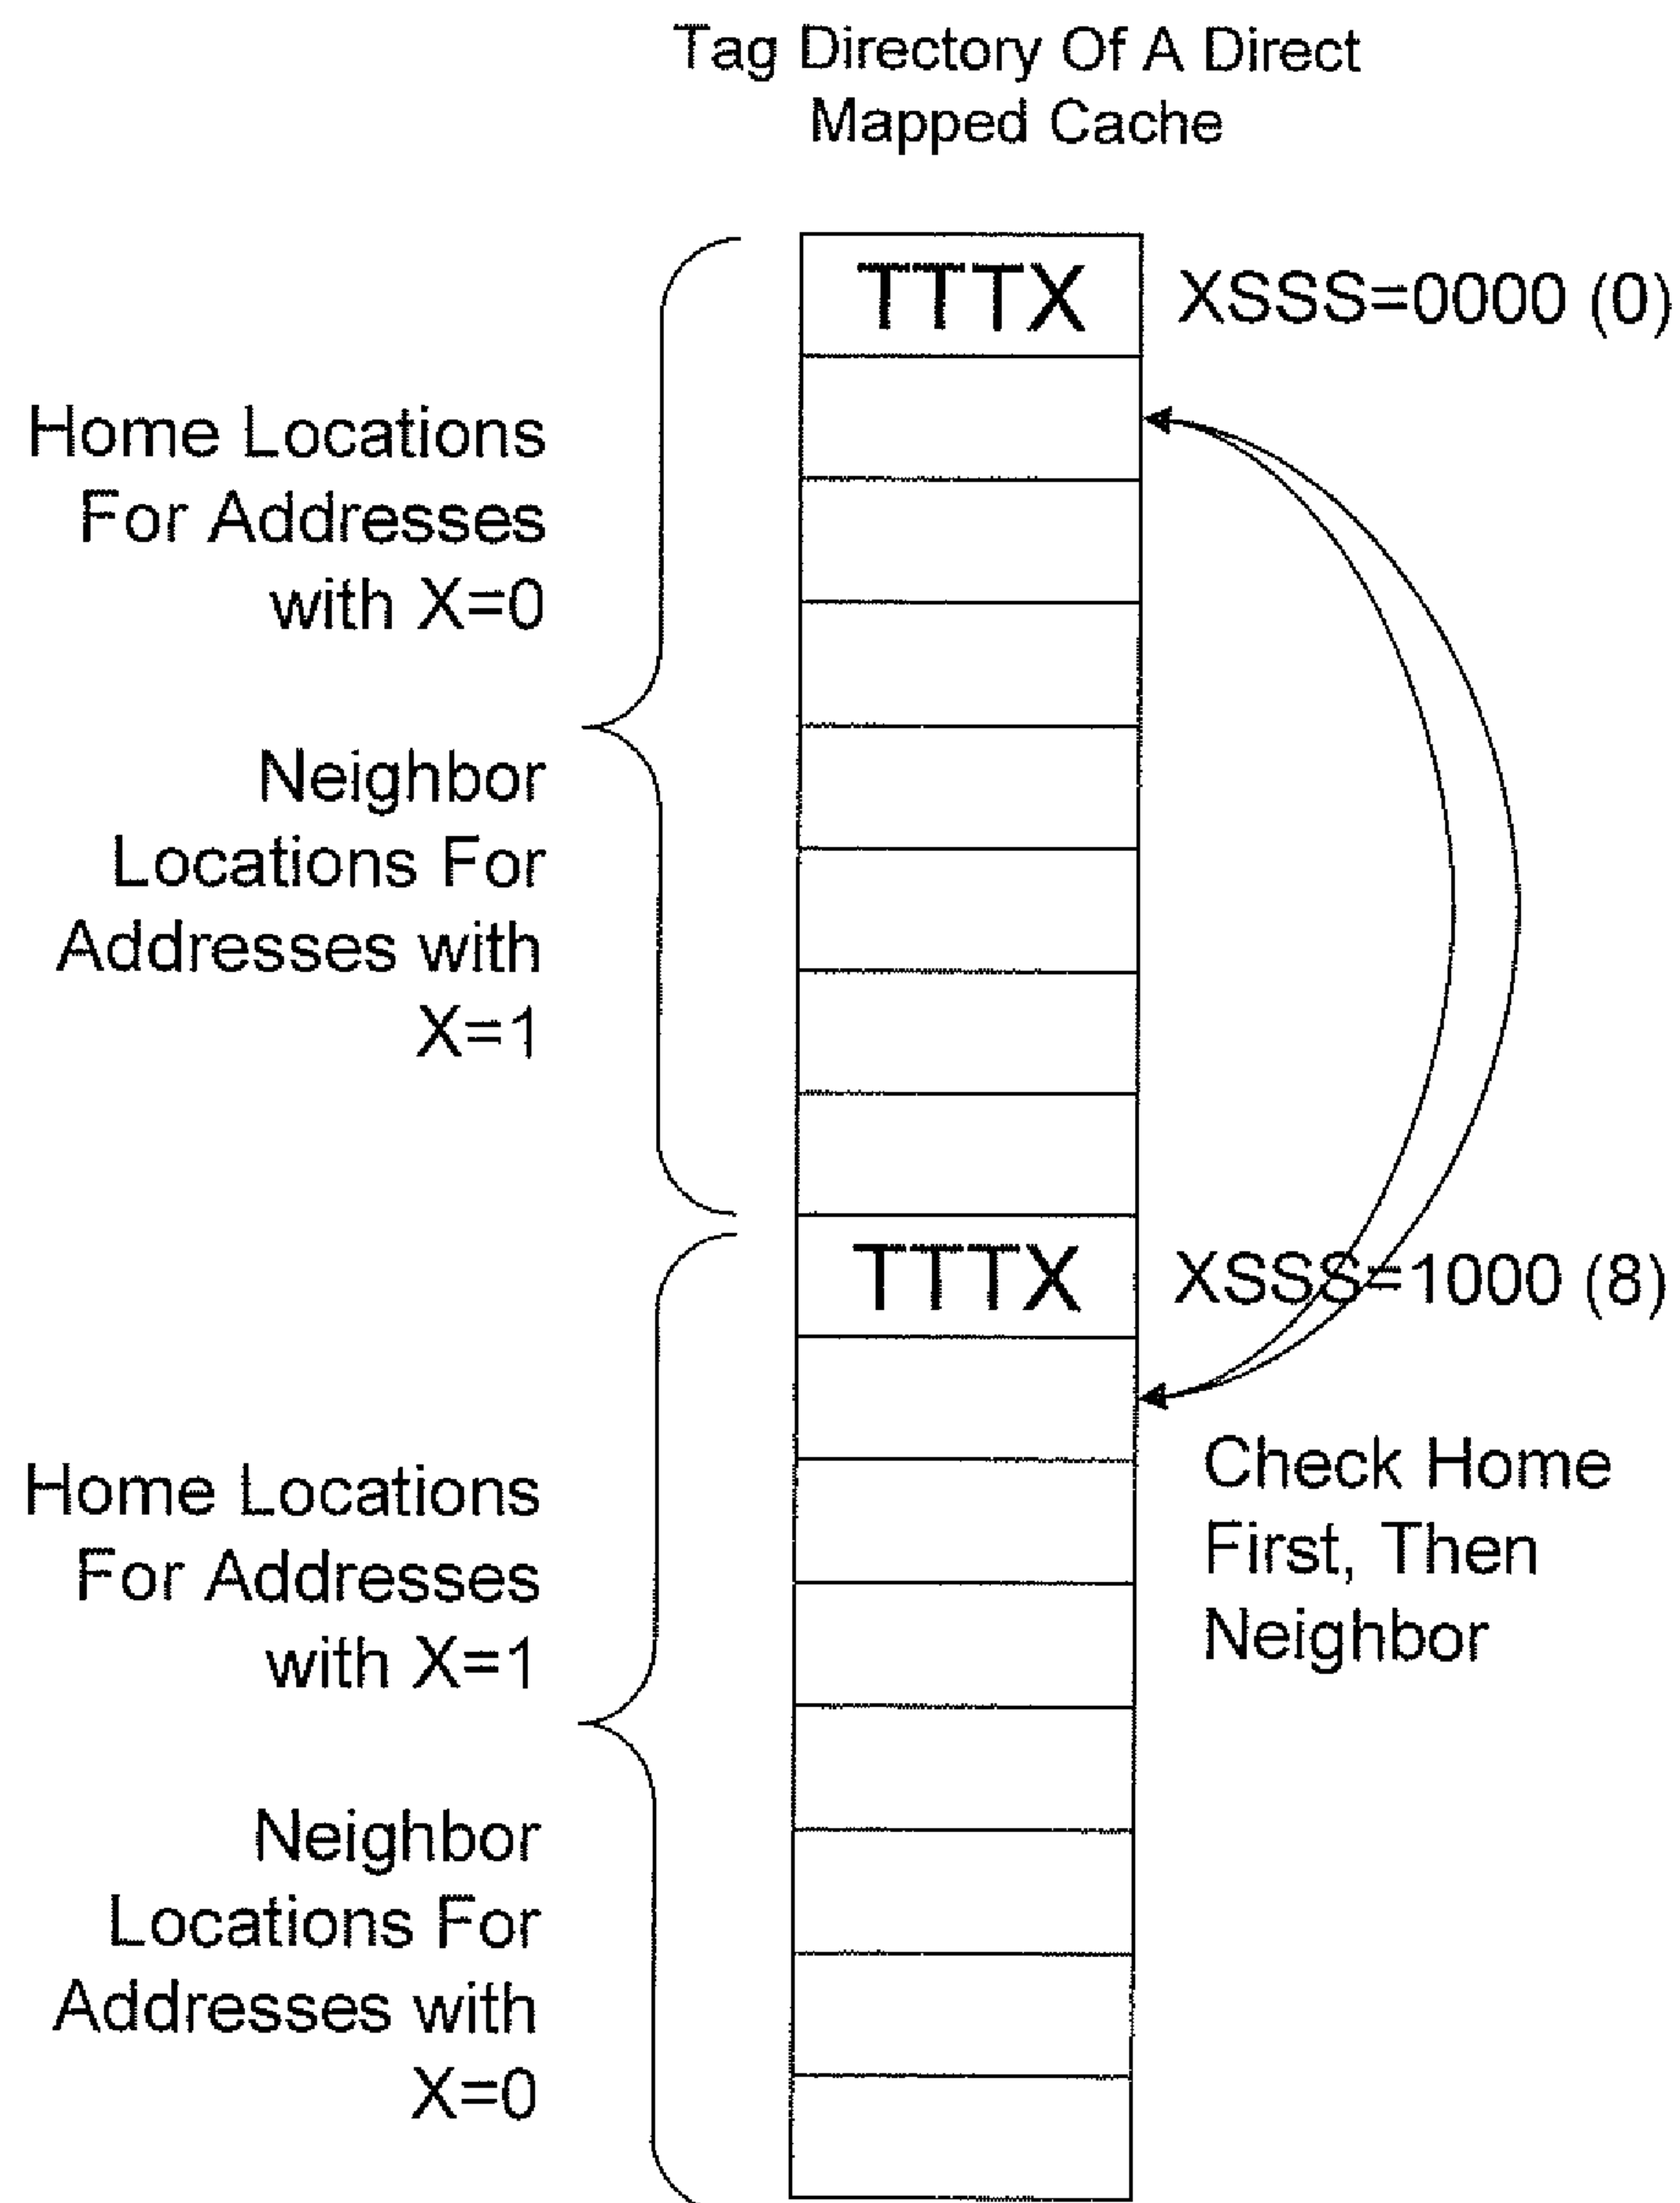 Tag Directory Of A Direct
Mapped Cache
TTTX
XSSS=0000 (0)
Home Locations
For Addresses
with X=0
Neighbor
Locations For
Addresses with
X=1
TTTX
XSSS=1000 (8)
Check Home
First, Then
Neighbor
Home Locations
For Addresses
with X=1
Neighbor
Locations For
Addresses with
X=0